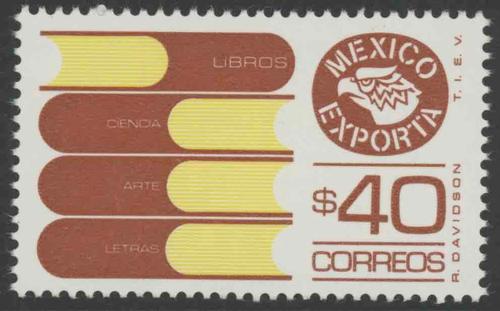 LIBROS
CIENCIA
ARTE
LETRAS
MEXICO
EXPORTA
$40
CORREOS
R. DAVIDSON T.I.E.V.